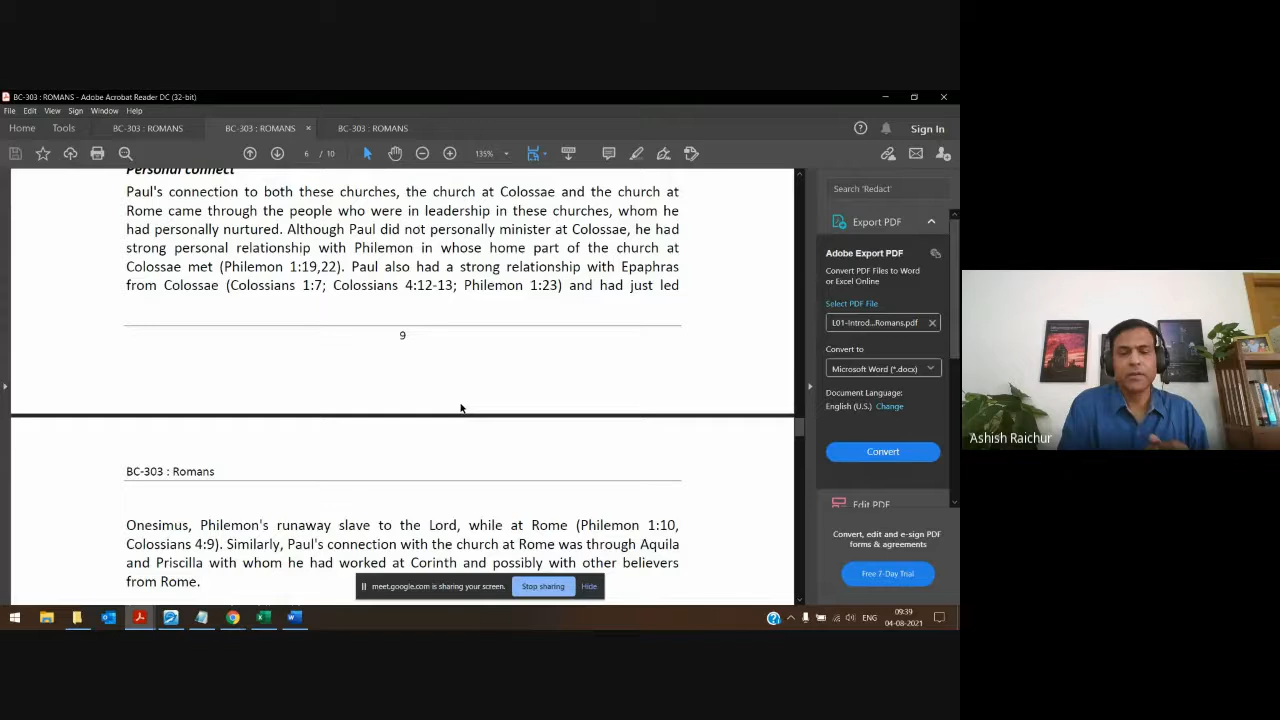 BC-303 : ROMANS - Adobe Acrobat Reader DC (32-bit)
File Edit View Sign Window Help
Home Tools BC-303 : ROMANS BC-303 : ROMANS × BC-303 : ROMANS Sign In
6 / 10 135%
Personal connect
Paul's connection to both these churches, the church at Colossae and the church at
Rome came through the people who were in leadership in these churches, whom he
had personally nurtured. Although Paul did not personally minister at Colossae, he had
strong personal relationship with Philemon in whose home part of the church at
Colossae met (Philemon 1:19,22). Paul also had a strong relationship with Epaphras
from Colossae (Colossians 1:7; Colossians 4:12-13; Philemon 1:23) and had just led
9
BC-303 : Romans
Onesimus, Philemon's runaway slave to the Lord, while at Rome (Philemon 1:10,
Colossians 4:9). Similarly, Paul's connection with the church at Rome was through Aquila
and Priscilla with whom he had worked at Corinth and possibly with other believers
from Rome.
meet.google.com is sharing your screen. Stop sharing Hide
Search 'Redact'
Export PDF
Adobe Export PDF
Convert PDF Files to Word
or Excel Online
Select PDF File
L01-Introd...Romans.pdf
Convert to
Microsoft Word (*.docx)
Document Language:
English (U.S.) Change
Convert
Edit PDF
Convert, edit and e-sign PDF
forms & agreements
Free 7-Day Trial
ENG
09:39
04-08-2021
Ashish Raichur